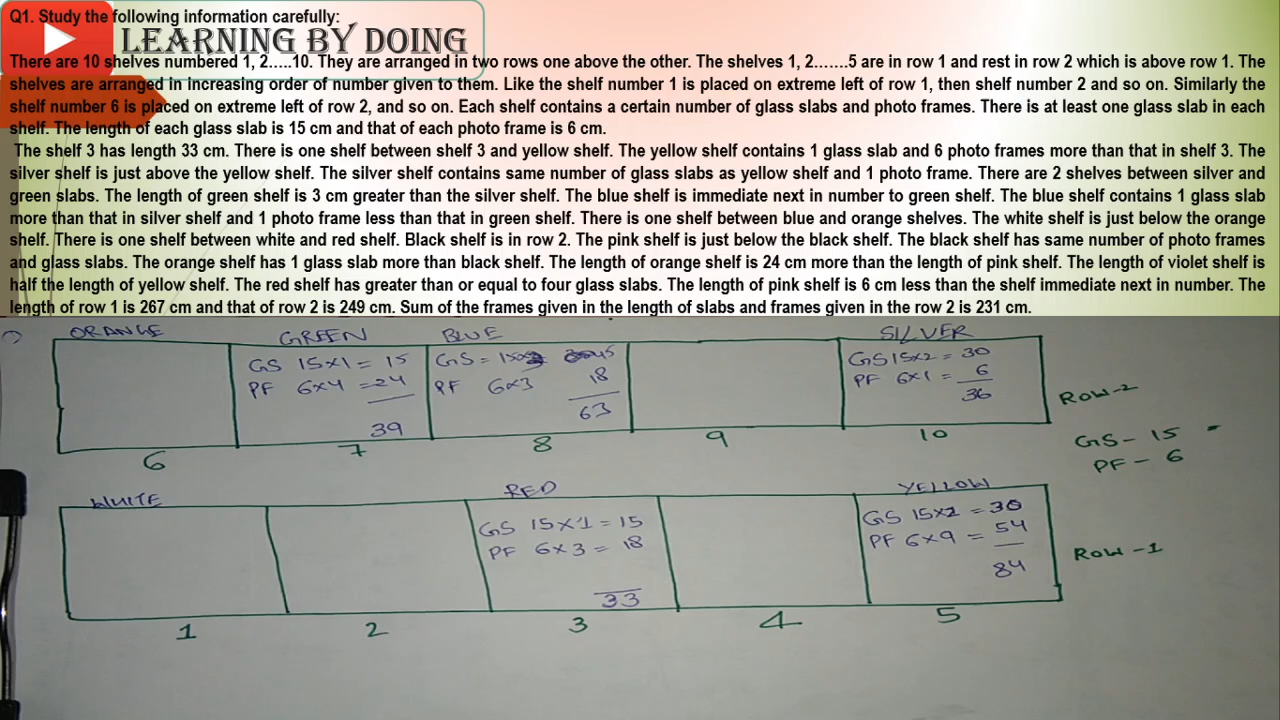 Q1. Study the following information carefully:
LEARNING BY DOING
There are 10 shelves numbered 1, 2…..10. They are arranged in two rows one above the other. The shelves 1, 2…….5 are in row 1 and rest in row 2 which is above row 1. The
shelves are arranged in increasing order of number given to them. Like the shelf number 1 is placed on extreme left of row 1, then shelf number 2 and so on. Similarly the
shelf number 6 is placed on extreme left of row 2, and so on. Each shelf contains a certain number of glass slabs and photo frames. There is at least one glass slab in each
shelf. The length of each glass slab is 15 cm and that of each photo frame is 6 cm.
The shelf 3 has length 33 cm. There is one shelf between shelf 3 and yellow shelf. The yellow shelf contains 1 glass slab and 6 photo frames more than that in shelf 3. The
silver shelf is just above the yellow shelf. The silver shelf contains same number of glass slabs as yellow shelf and 1 photo frame. There are 2 shelves between silver and
green slabs. The length of green shelf is 3 cm greater than the silver shelf. The blue shelf is immediate next in number to green shelf. The blue shelf contains 1 glass slab
more than that in silver shelf and 1 photo frame less than that in green shelf. There is one shelf between blue and orange shelves. The white shelf is just below the orange
shelf. There is one shelf between white and red shelf. Black shelf is in row 2. The pink shelf is just below the black shelf. The black shelf has same number of photo frames
and glass slabs. The orange shelf has 1 glass slab more than black shelf. The length of orange shelf is 24 cm more than the length of pink shelf. The length of violet shelf is
half the length of yellow shelf. The red shelf has greater than or equal to four glass slabs. The length of pink shelf is 6 cm less than the shelf immediate next in number. The
length of row 1 is 267 cm and that of row 2 is 249 cm. Sum of the frames given in the length of slabs and frames given in the row 2 is 231 cm.
ORANGE GREEN BLUE SILVER
GS 15×1 = 15 GS = 15 45 GS 15×2 = 30
PF 6×4 = 24 PF 6×3 18 PF 6×1 = 6
39 63 36
Row-2
6 7 8 9 10
GS - 15
PF - 6
WHITE RED YELLOW
GS 15×1 = 15 GS 15×2 = 30
PF 6×3 = 18 PF 6×9 = 54
33 84
Row-1
1 2 3 4 5